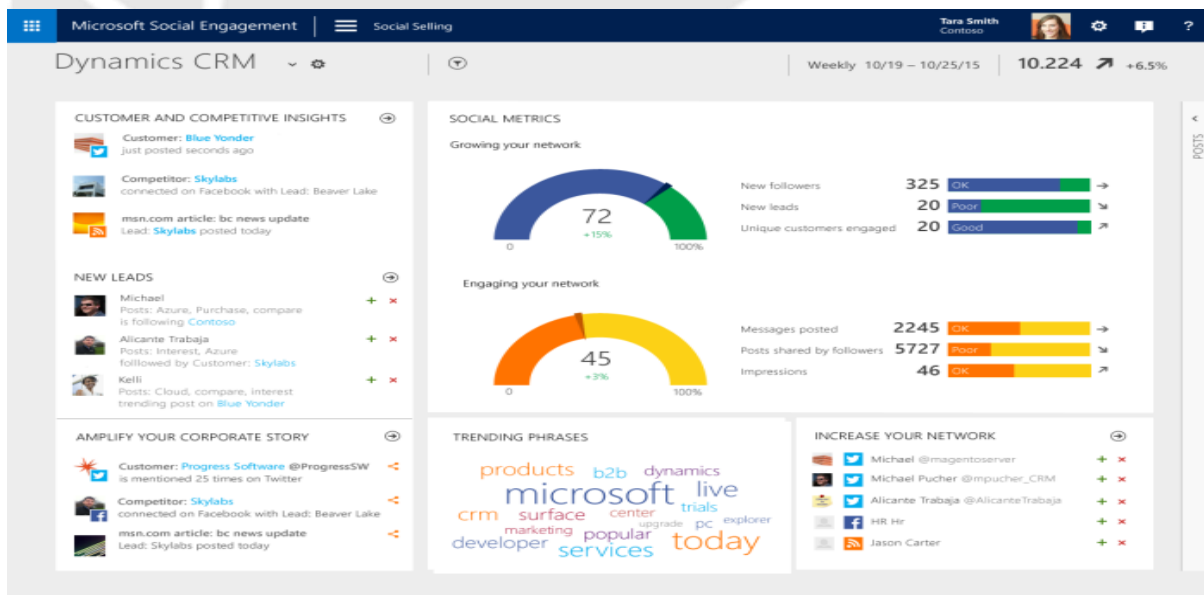 Microsoft Social Engagement
Social Selling
Tara Smith
Contoso
?
Dynamics CRM
Weekly 10/19 – 10/25/15
10.224
+6.5%
CUSTOMER AND COMPETITIVE INSIGHTS
Customer: Blue Yonder
just posted seconds ago
Competitor: Skylabs
connected on Facebook with Lead: Beaver Lake
msn.com article: bc news update
Lead: Skylabs posted today
NEW LEADS
Michael
Posts: Azure, Purchase, compare
is following Contoso
Alicante Trabaja
Posts: Interest, Azure
folllowed by Customer: Skylabs
Kelli
Posts: Cloud, compare, interest
trending post on Blue Yonder
AMPLIFY YOUR CORPORATE STORY
Customer: Progress Software @ProgressSW
is mentioned 25 times on Twitter
Competitor: Skylabs
connected on Facebook with Lead: Beaver Lake
msn.com article: bc news update
Lead: Skylabs posted today
SOCIAL METRICS
Growing your network
72
+15%
0
100%
New followers 325 OK
New leads 20 Poor
Unique customers engaged 20 Good
Engaging your network
45
+3%
0
100%
Messages posted 2245 OK
Posts shared by followers 5727 Poor
Impressions 46 OK
TRENDING PHRASES
products b2b dynamics
microsoft live
crm surface center trials
upgrade pc explorer
marketing popular
developer services today
INCREASE YOUR NETWORK
Michael @magentoserver
Michael Pucher @mpucher_CRM
Alicante Trabaja @AlicanteTrabaja
HR Hr
Jason Carter
POSTS